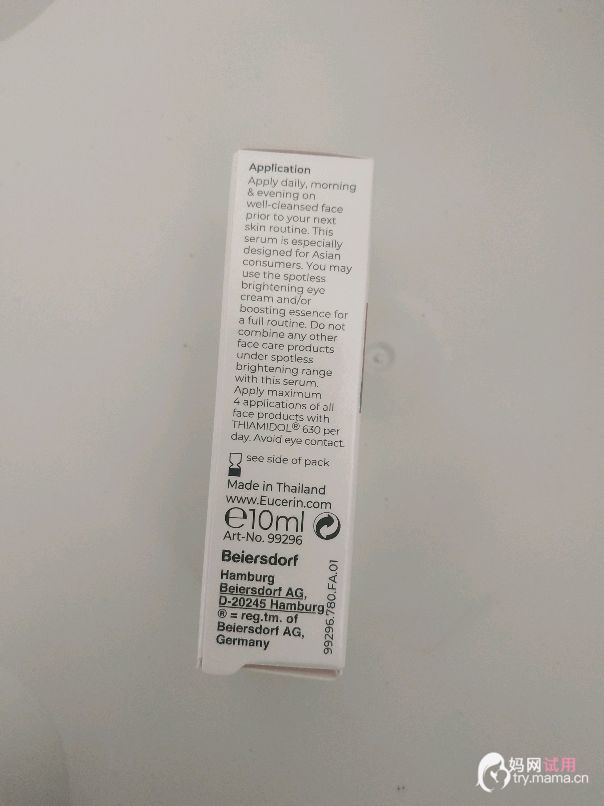 Application
Apply daily, morning
& evening on
well-cleansed face
prior to your next
skin routine. This
serum is especially
designed for Asian
consumers. You may
use the spotless
brightening eye
cream and/or
boosting essence for
a full routine. Do not
combine any other
face care products
under spotless
brightening range
with this serum.
Apply maximum
4 applications of all
face products with
THIAMIDOL® 630 per
day. Avoid eye contact.
see side of pack
Made in Thailand
www.Eucerin.com
℮10ml
Art-No. 99296
Beiersdorf
Hamburg
Beiersdorf AG,
D-20245 Hamburg
® = reg.tm. of
Beiersdorf AG,
Germany
99296.780.FA.01
妈网试用
try.mama.cn